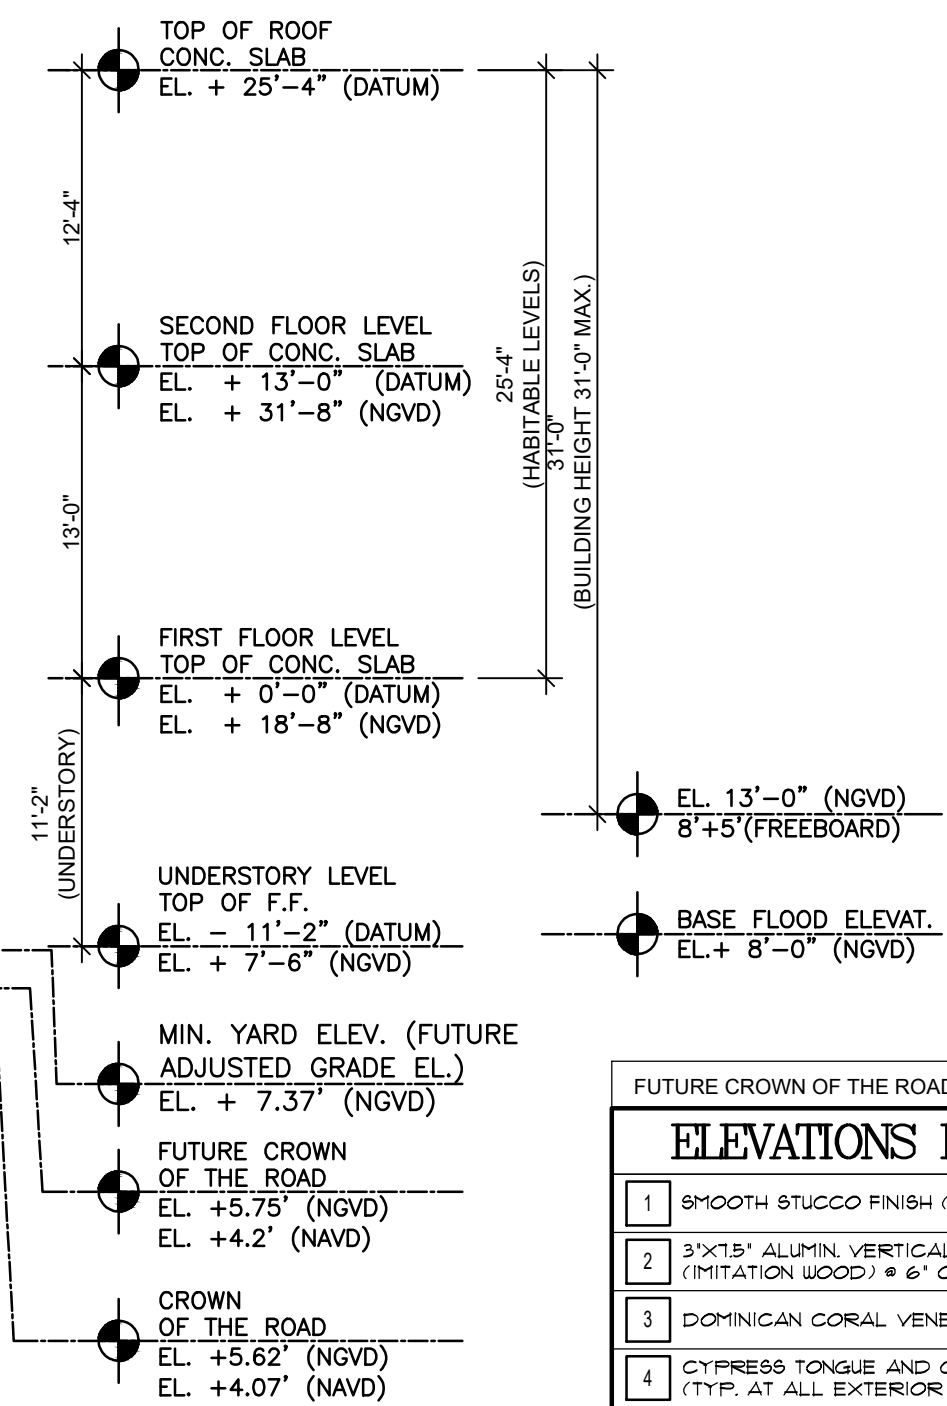 TOP OF ROOF
CONC. SLAB
EL. + 25'-4" (DATUM)
12'-4"
SECOND FLOOR LEVEL
TOP OF CONC. SLAB
EL. + 13'-0" (DATUM)
EL. + 31'-8" (NGVD)
25'-4"
(HABITABLE LEVELS)
31'-0"
(BUILDING HEIGHT 31'-0" MAX.)
13'-0"
FIRST FLOOR LEVEL
TOP OF CONC. SLAB
EL. + 0'-0" (DATUM)
EL. + 18'-8" (NGVD)
11'-2"
(UNDERSTORY)
EL. 13'-0" (NGVD)
8'+5'(FREEBOARD)
UNDERSTORY LEVEL
TOP OF F.F.
EL. - 11'-2" (DATUM)
EL. + 7'-6" (NGVD)
BASE FLOOD ELEVAT.
EL.+ 8'-0" (NGVD)
MIN. YARD ELEV. (FUTURE
ADJUSTED GRADE EL.)
EL. + 7.37' (NGVD)
FUTURE CROWN
OF THE ROAD
EL. +5.75' (NGVD)
EL. +4.2' (NAVD)
CROWN
OF THE ROAD
EL. +5.62' (NGVD)
EL. +4.07' (NAVD)
FUTURE CROWN OF THE ROAD
ELEVATIONS
1 SMOOTH STUCCO FINISH (
2 3"X7.5" ALUMIN. VERTICAL
(IMITATION WOOD) @ 6"
3 DOMINICAN CORAL VENE
4 CYPRESS TONGUE AND
(TYP. AT ALL EXTERIOR